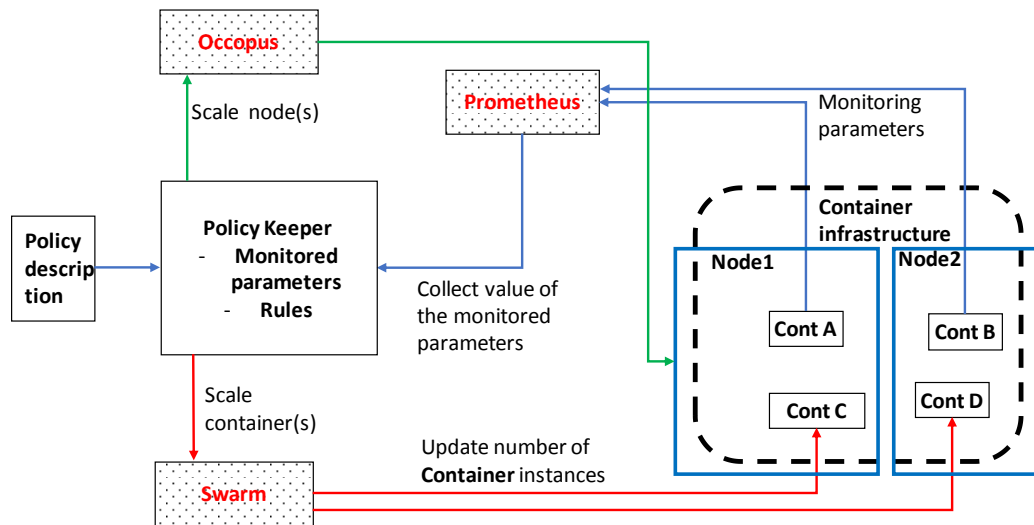 Occopus
Scale node(s)
Prometheus
Monitoring
parameters
Policy
descrip
tion
Policy Keeper
- Monitored
parameters
- Rules
Collect value of
the monitored
parameters
Container
infrastructure
Node1
Node2
Cont A
Cont B
Cont C
Cont D
Scale
container(s)
Update number of
Container instances
Swarm